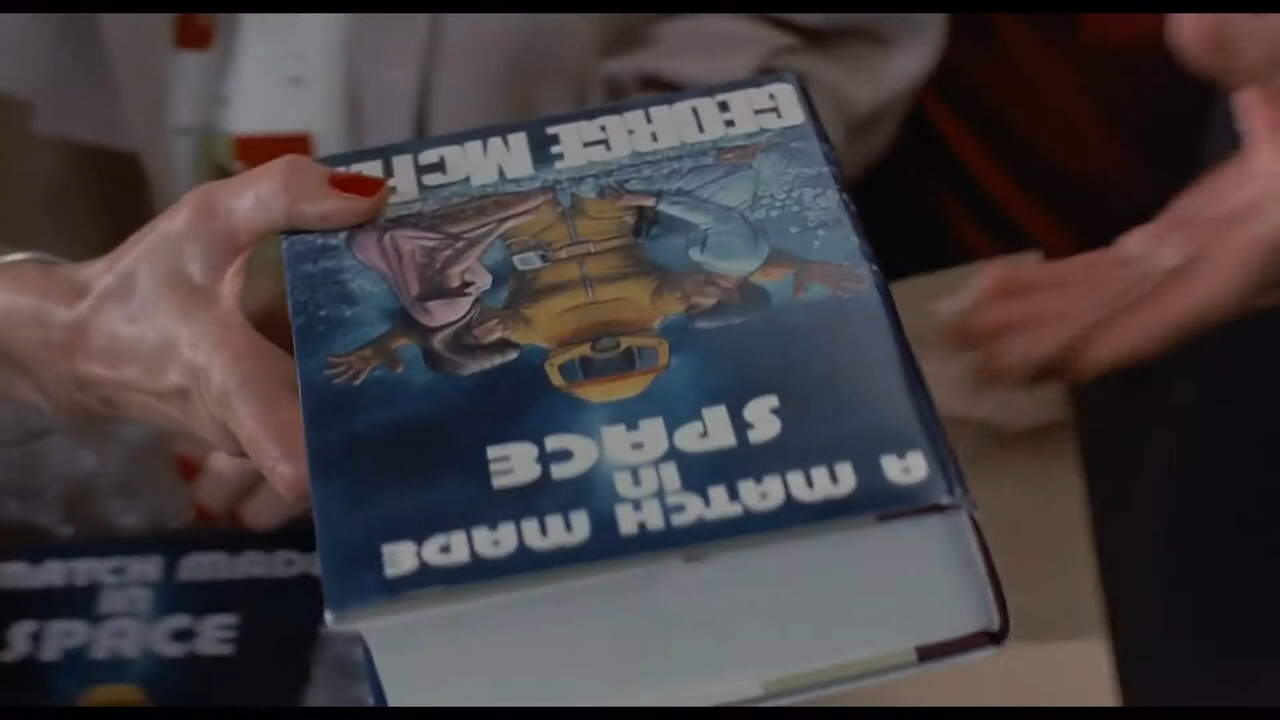 A MATCH MADE
IN
SPACE
GEORGE McF
MATCH MADE
IN
SPACE